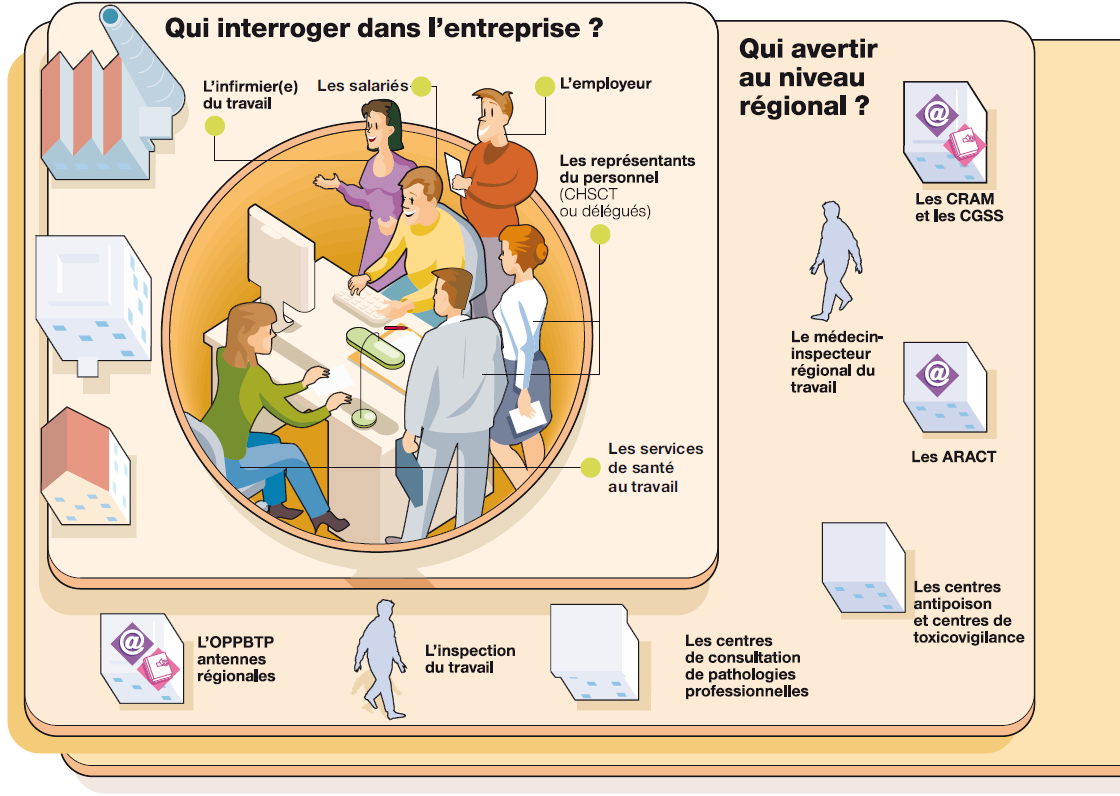 Qui interroger dans l'entreprise ?
L'infirmier(e)
du travail
Les salariés
L'employeur
Les représentants
du personnel
(CHSCT
ou délégués)
Les services
de santé
au travail
Qui avertir
au niveau
régional ?
@
Les CRAM
et les CGSS
Le médecin-
inspecteur
régional du
travail
@
Les ARACT
Les centres
antipoison
et centres de
toxicovigilance
@
L'OPPBTP
antennes
régionales
L'inspection
du travail
Les centres
de consultation
de pathologies
professionnelles